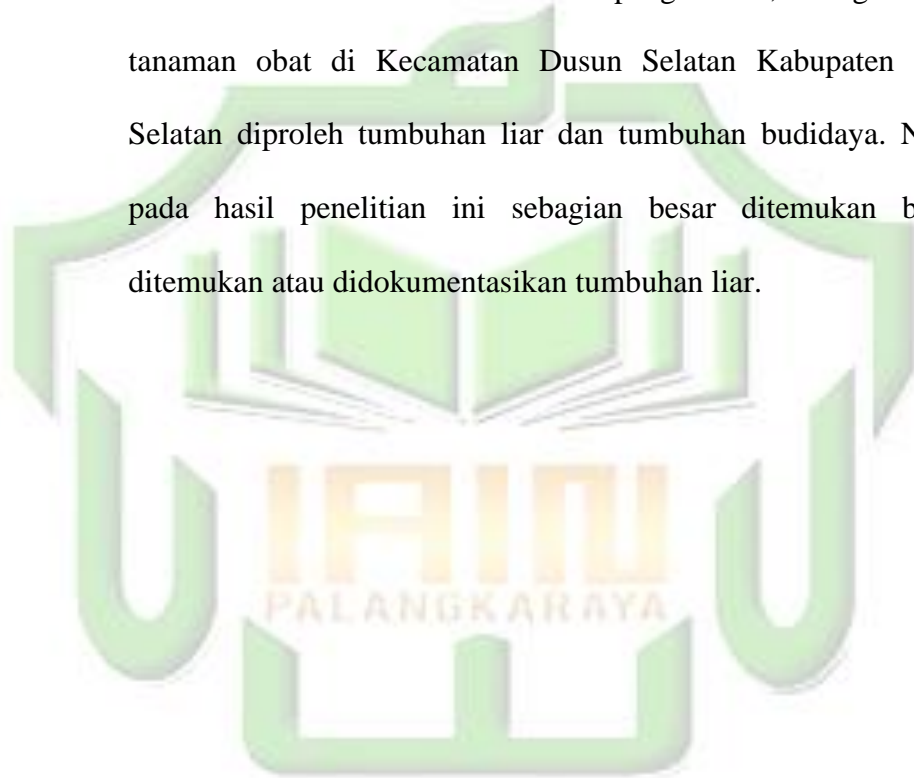 tanaman obat di Kecamatan Dusun Selatan Kabupaten
Selatan diproleh tumbuhan liar dan tumbuhan budidaya.
pada hasil penelitian ini sebagian besar ditemukan
ditemukan atau didokumentasikan tumbuhan liar.
IAIN
PALANGKARAYA